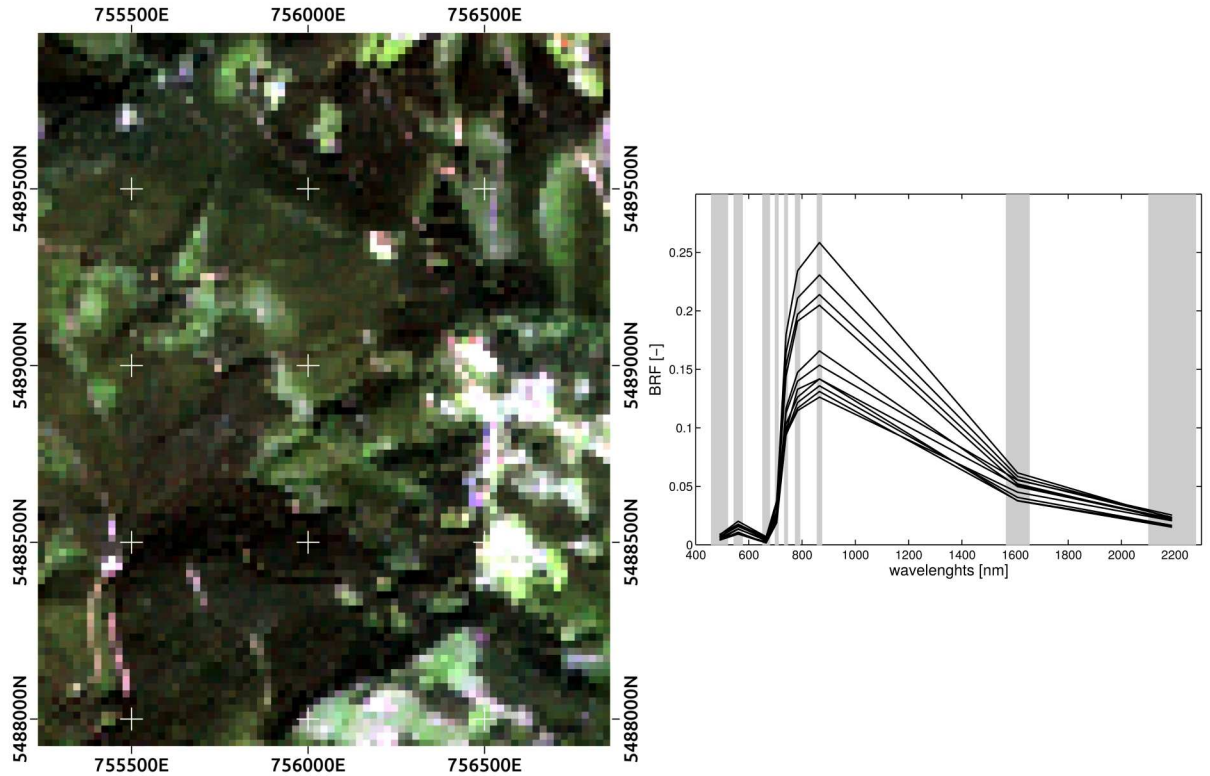 755500E 756000E 756500E
5489500N 5489500N
5489000N 5489000N
5488500N 5488500N
5488000N 5488000N
755500E 756000E 756500E
0.25
0.2
0.15
0.1
0.05
0
BRF [–]
400 600 800 1000 1200 1400 1600 1800 2000 2200
wavelenghts [nm]